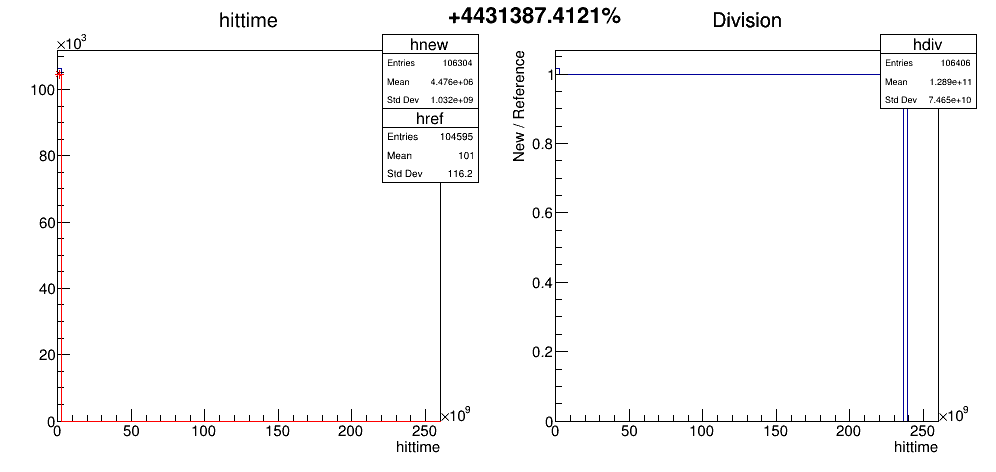 +4431387.4121%
hittime
×10³
hnew
Entries 106304
Mean 4.476e+06
Std Dev 1.032e+09
href
Entries 104595
Mean 101
Std Dev 116.2
100
80
60
40
20
0
0 50 100 150 200 250 ×10⁹
hittime
Division
New / Reference
hdiv
Entries 106406
Mean 1.289e+11
Std Dev 7.465e+10
1
0.8
0.6
0.4
0.2
0
0 50 100 150 200 250 ×10⁹
hittime